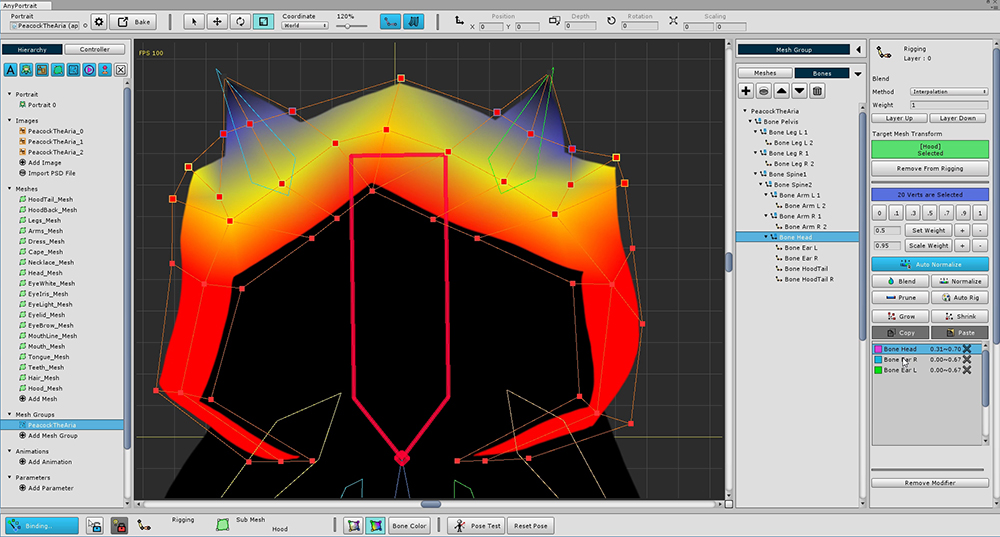 AnyPortrait
Portrait
PeacockTheAria (ap
Bake
Coordinate
World
120%
Position
X 0 0
Depth
0
Rotation
0
Scaling
0 0
Hierarchy
Controller
Portrait
Portrait 0
Images
PeacockTheAria_0
PeacockTheAria_1
PeacockTheAria_2
Add Image
Import PSD File
Meshes
HoodTail_Mesh
HoodBack_Mesh
Legs_Mesh
Arms_Mesh
Dress_Mesh
Cape_Mesh
Necklace_Mesh
Head_Mesh
EyeWhite_Mesh
EyeIris_Mesh
EyeLight_Mesh
Eyelid_Mesh
EyeBrow_Mesh
MouthLine_Mesh
Mouth_Mesh
Tongue_Mesh
Teeth_Mesh
Hair_Mesh
Hood_Mesh
Add Mesh
Mesh Groups
PeacockTheAria
Add Mesh Group
Animations
Add Animation
Parameters
Add Parameter
FPS 100
Mesh Group
Meshes
Bones
PeacockTheAria
Bone Pelvis
Bone Leg L 1
Bone Leg L 2
Bone Leg R 1
Bone Leg R 2
Bone Spine1
Bone Spine2
Bone Arm L 1
Bone Arm L 2
Bone Arm R 1
Bone Arm R 2
Bone Head
Bone Ear L
Bone Ear R
Bone HoodTail
Bone HoodTail R
Rigging
Layer : 0
Blend
Method Interpolation
Weight 1
Layer Up Layer Down
Target Mesh Transform
[Hood]
Selected
Remove From Rigging
20 Verts are Selected
0 .1 .3 .5 .7 .9 1
0.5 Set Weight + -
0.95 Scale Weight + -
Auto Normalize
Blend Normalize
Prune Auto Rig
Grow Shrink
Copy Paste
Bone Head 0.31~0.70
Bone Ear R 0.00~0.67
Bone Ear L 0.00~0.67
Remove Modifier
Binding...
Rigging
Sub Mesh
Hood
Bone Color
Pose Test
Reset Pose